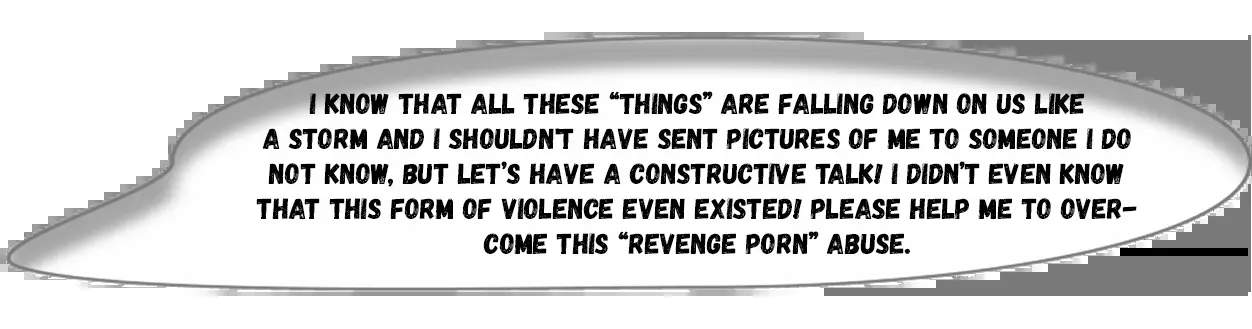 I KNOW THAT ALL THESE “THINGS” ARE FALLING DOWN ON US LIKE
A STORM AND I SHOULDN'T HAVE SENT PICTURES OF ME TO SOMEONE I DO
NOT KNOW, BUT LET’S HAVE A CONSTRUCTIVE TALK! I DIDN’T EVEN KNOW
THAT THIS FORM OF VIOLENCE EVEN EXISTED! PLEASE HELP ME TO OVER-
COME THIS “REVENGE PORN” ABUSE.